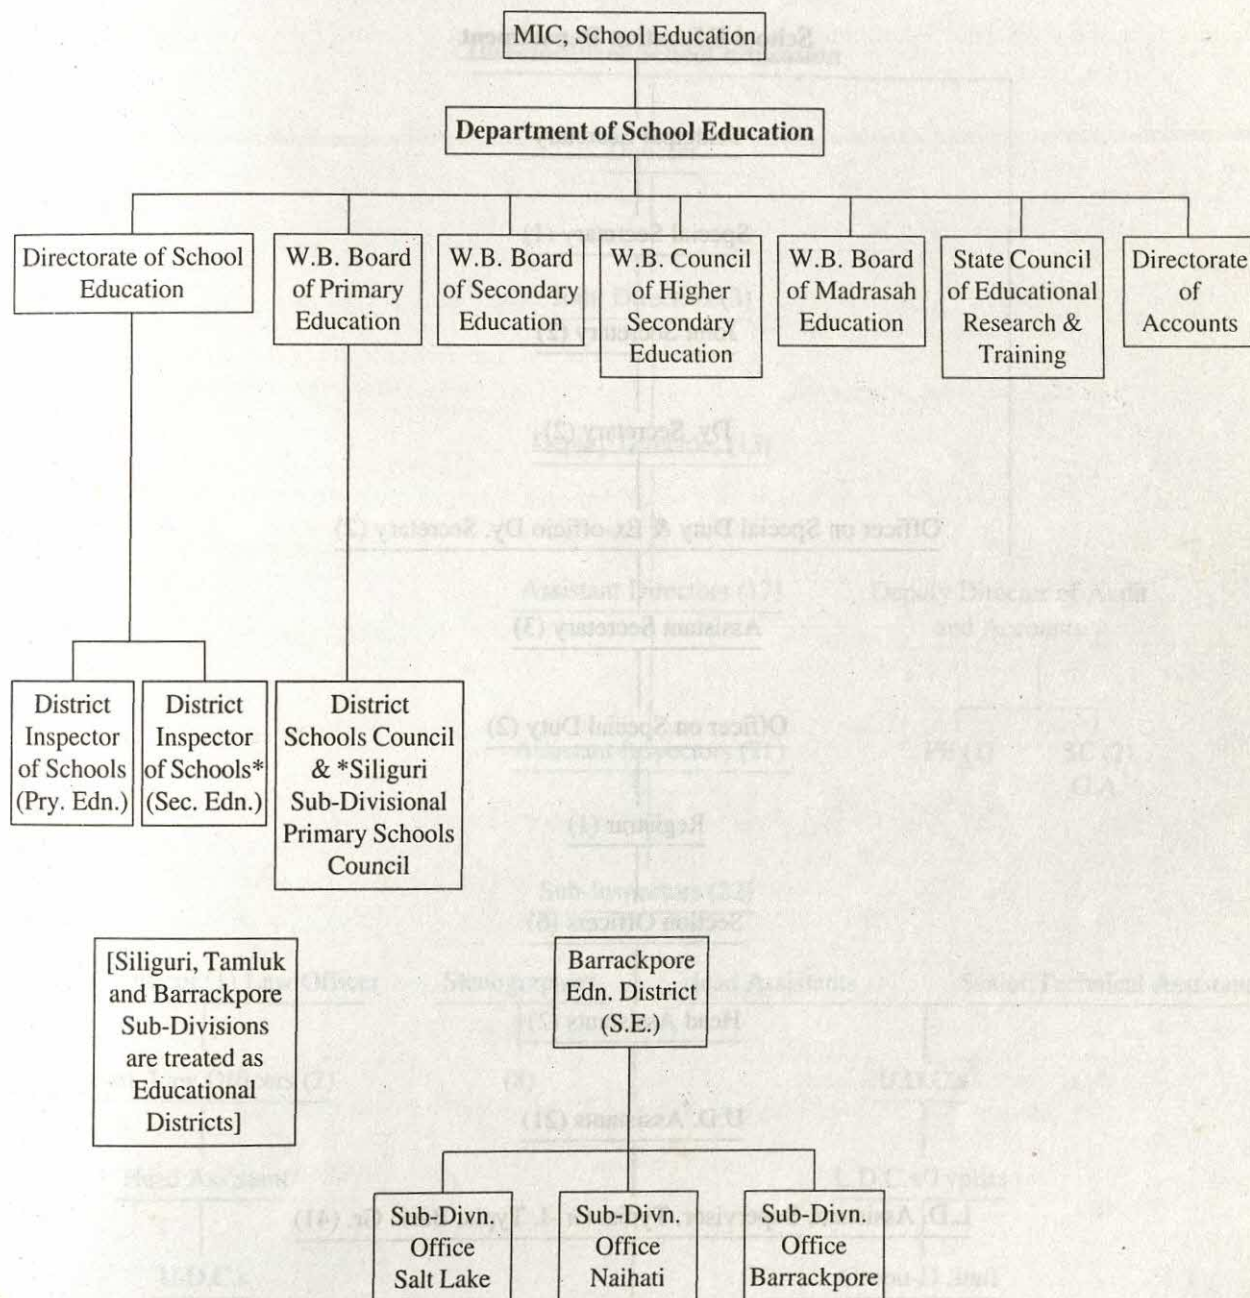 MIC, School Education
Department of School Education
Directorate of School
Education
W.B. Board
of Primary
Education
W.B. Board
of Secondary
Education
W.B. Council
of Higher
Secondary
Education
W.B. Board
of Madrasah
Education
State Council
of Educational
Research &
Training
Directorate
of
Accounts
District
Inspector
of Schools
(Pry. Edn.)
District
Inspector
of Schools*
(Sec. Edn.)
District
Schools Council
& *Siliguri
Sub-Divisional
Primary Schools
Council
[Siliguri, Tamluk
and Barrackpore
Sub-Divisions
are treated as
Educational
Districts]
Barrackpore
Edn. District
(S.E.)
Sub-Divn.
Office
Salt Lake
Sub-Divn.
Office
Naihati
Sub-Divn.
Office
Barrackpore